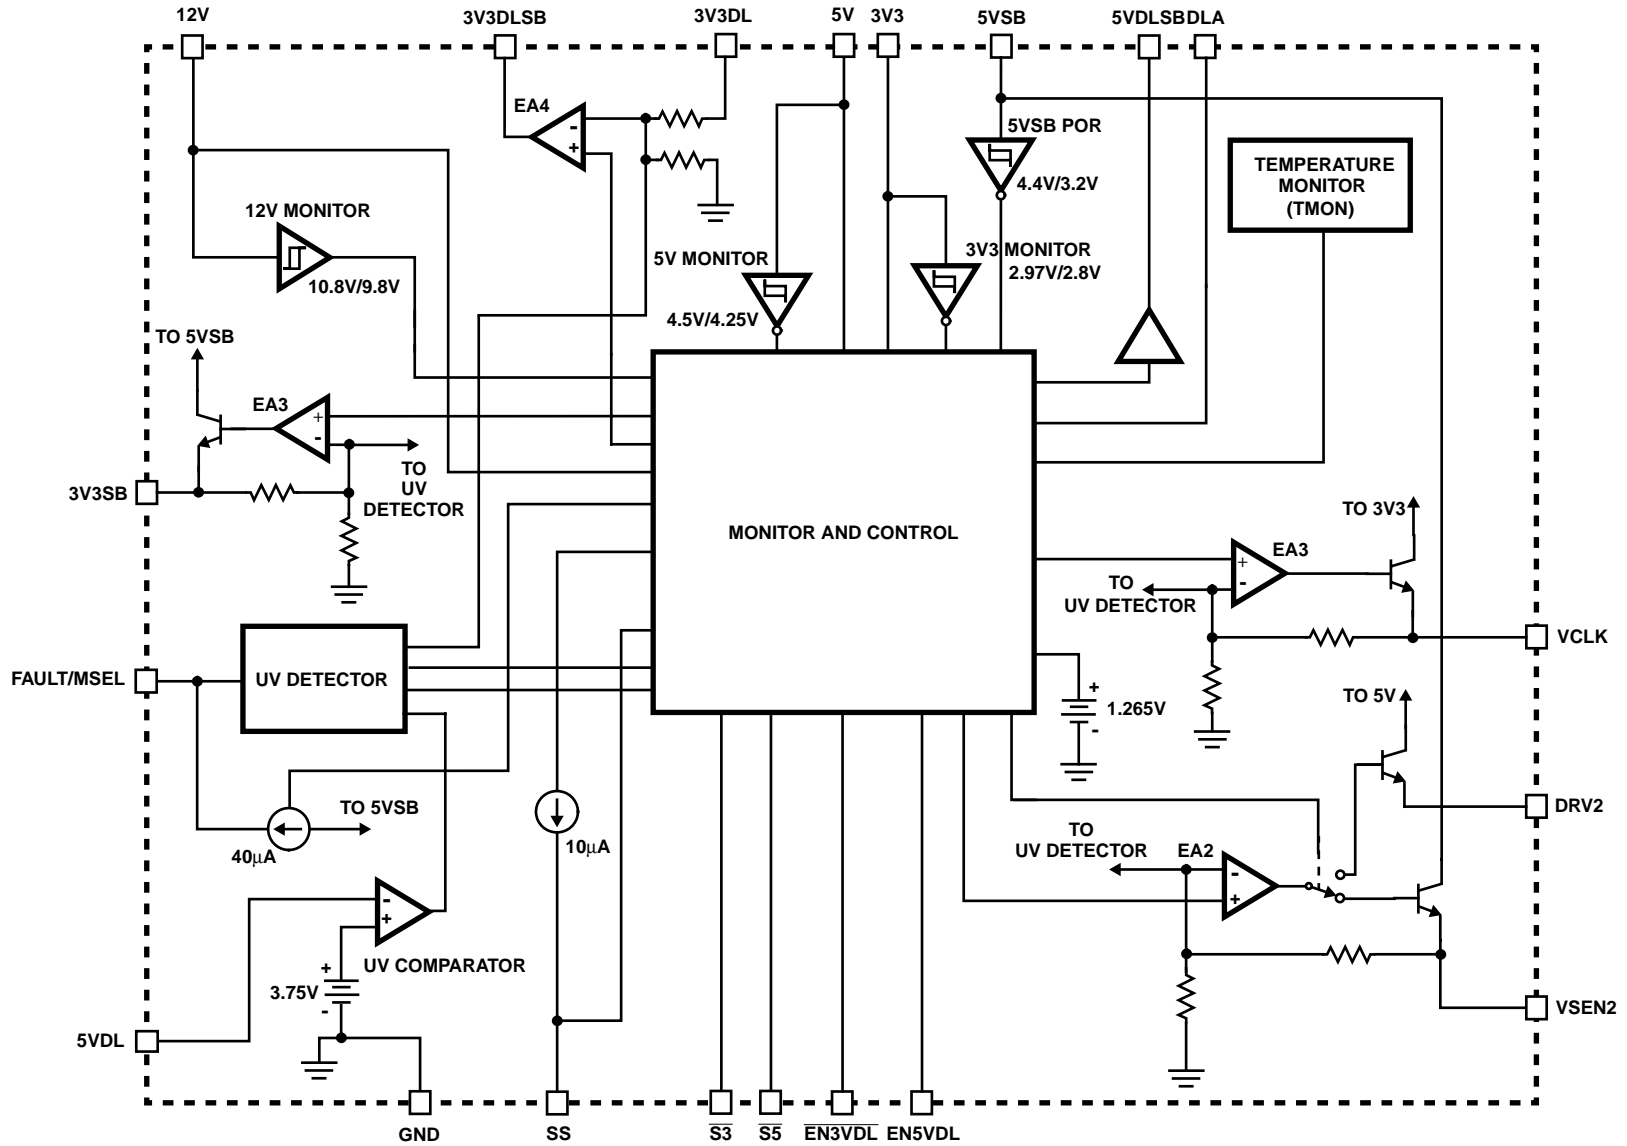 12V
3V3DLSB
3V3DL
5V
3V3
5VSB
5VDLSB
DLA
EA4
-
+
5VSB POR
4.4V/3.2V
TEMPERATURE
MONITOR
(TMON)
12V MONITOR
10.8V/9.8V
5V MONITOR
4.5V/4.25V
3V3 MONITOR
2.97V/2.8V
TO 5VSB
EA3
+
-
TO
UV
DETECTOR
3V3SB
MONITOR AND CONTROL
TO 3V3
EA3
+
-
TO
UV DETECTOR
VCLK
FAULT/MSEL
UV DETECTOR
+
1.265V
-
TO 5V
TO 5VSB
40µA
10µA
DRV2
TO
UV DETECTOR
EA2
-
+
-
+
UV COMPARATOR
+
3.75V
-
VSEN2
5VDL
GND
SS
S3
S5
EN3VDL
EN5VDL